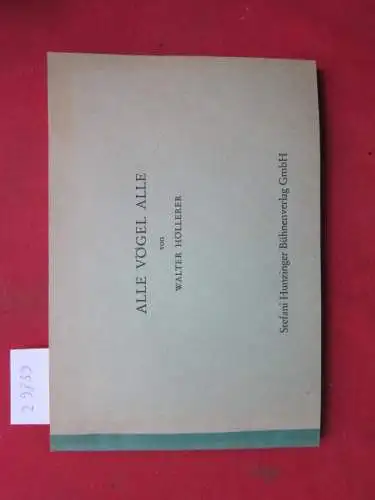 ALLE VÖGEL ALLE
von
WALTER HÖLLERER
Stefani Hunzinger Bühnenverlag GmbH